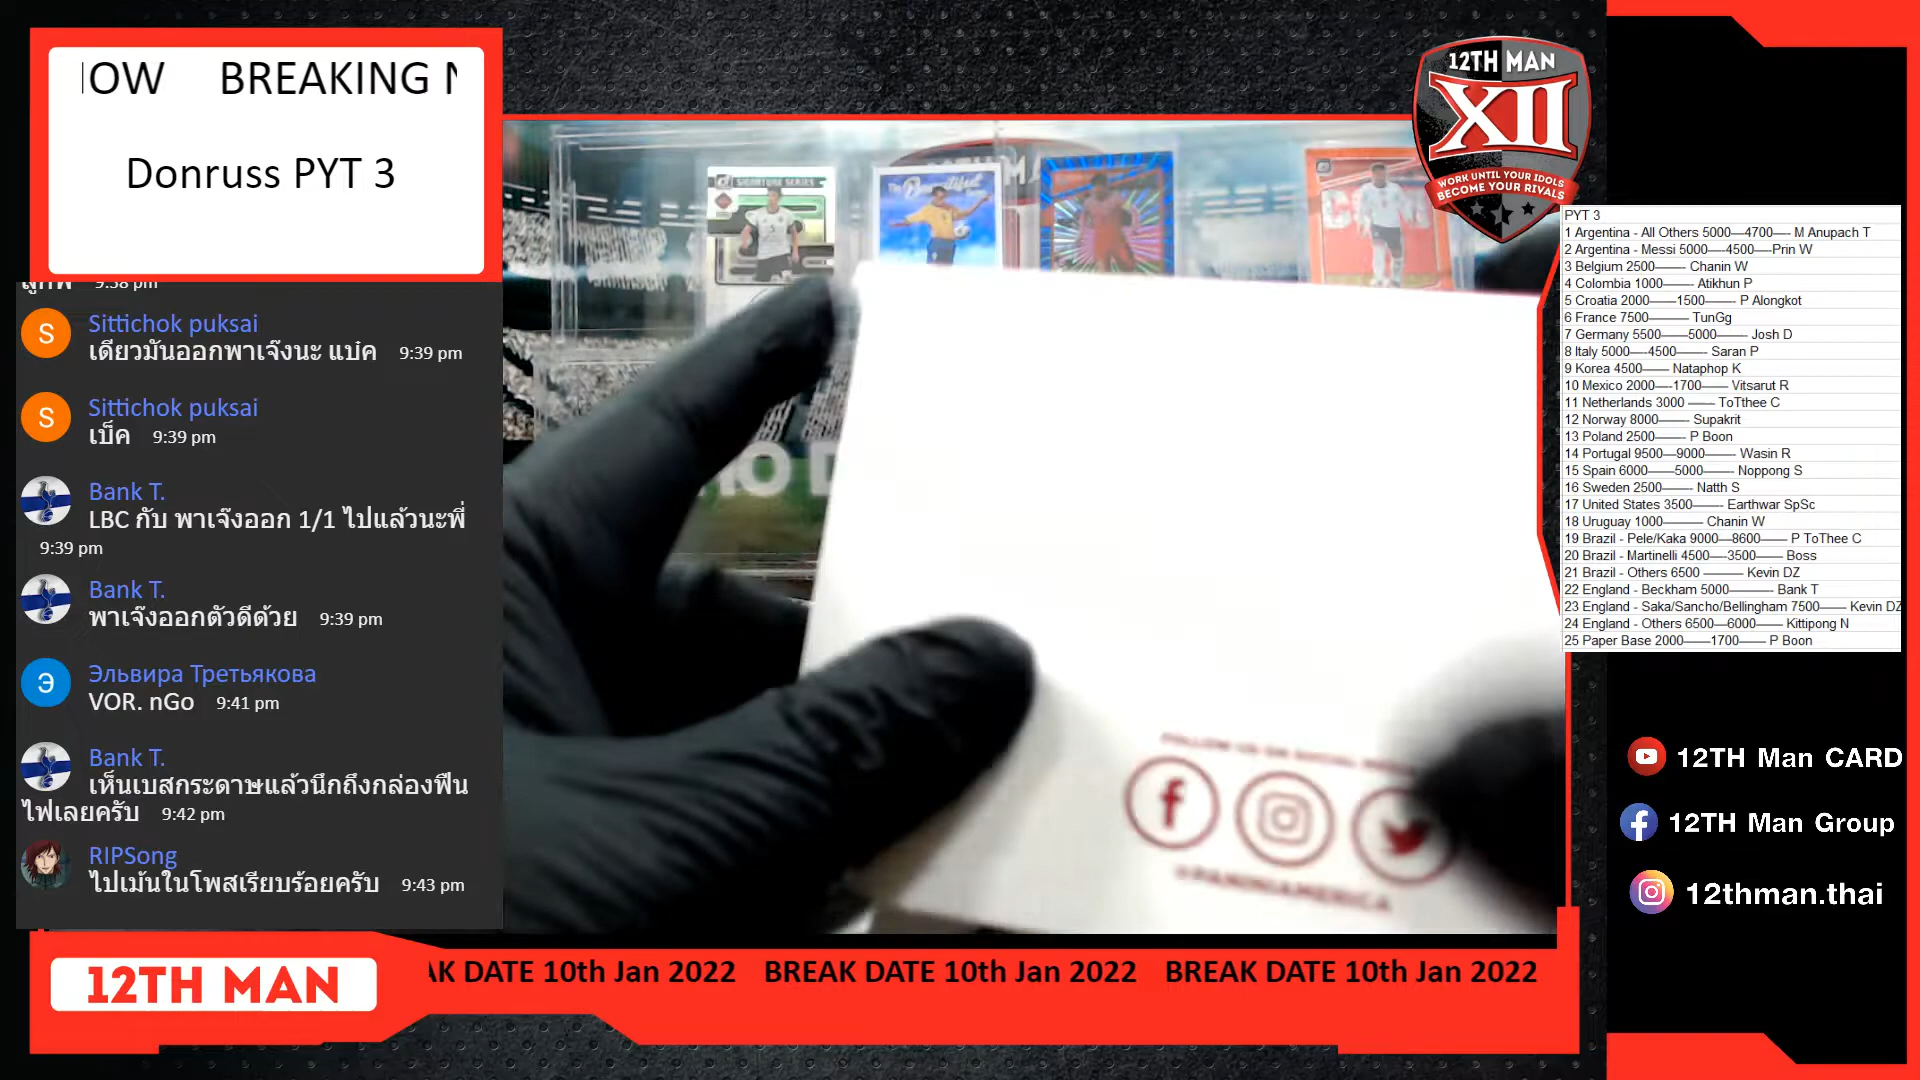 IOW BREAKING N
Donruss PYT 3
9:38 pm
S
Sittichok puksai
เดียวมันออกพาเจ๊งนะ แบ๋ค 9:39 pm
S
Sittichok puksai
เบ็ค 9:39 pm
Bank T.
LBC กับ พาเจ๊งออก 1/1 ไปแล้วนะพี่
9:39 pm
Bank T.
พาเจ๊งออกตัวดีด้วย 9:39 pm
Э
Эльвира Третьякова
VOR. nGo 9:41 pm
Bank T.
เห็นเบสกระดาษแล้วนึกถึงกล่องฟืน
ไฟเลยครับ 9:42 pm
RIPSong
ไปเม้นในโพสเรียบร้อยครับ 9:43 pm
12TH MAN
AK DATE 10th Jan 2022 BREAK DATE 10th Jan 2022 BREAK DATE 10th Jan 2022
SIGNATURE SERIES
The Beautiful
FOLLOW US ON SOCIAL MEDIA
@PANINIAMERICA
12TH MAN
XII
WORK UNTIL YOUR IDOLS
BECOME YOUR RIVALS
PYT 3
1 Argentina - All Others 5000—4700—- M Anupach T
2 Argentina - Messi 5000—-4500—-Prin W
3 Belgium 2500——- Chanin W
4 Colombia 1000——- Atikhun P
5 Croatia 2000——1500——- P Alongkot
6 France 7500———- TunGg
7 Germany 5500——5000——- Josh D
8 Italy 5000—-4500——- Saran P
9 Korea 4500—— Nataphop K
10 Mexico 2000—-1700—— Vitsarut R
11 Netherlands 3000 —— ToTthee C
12 Norway 8000——- Supakrit
13 Poland 2500——- P Boon
14 Portugal 9500—9000——- Wasin R
15 Spain 6000——5000——- Noppong S
16 Sweden 2500——- Natth S
17 United States 3500——- Earthwar SpSc
18 Uruguay 1000——— Chanin W
19 Brazil - Pele/Kaka 9000—8600—— P ToThee C
20 Brazil - Martinelli 4500—-3500—— Boss
21 Brazil - Others 6500 ——— Kevin DZ
22 England - Beckham 5000———- Bank T
23 England - Saka/Sancho/Bellingham 7500—— Kevin DZ
24 England - Others 6500—6000—— Kittipong N
25 Paper Base 2000——1700—— P Boon
12TH Man CARD
12TH Man Group
12thman.thai